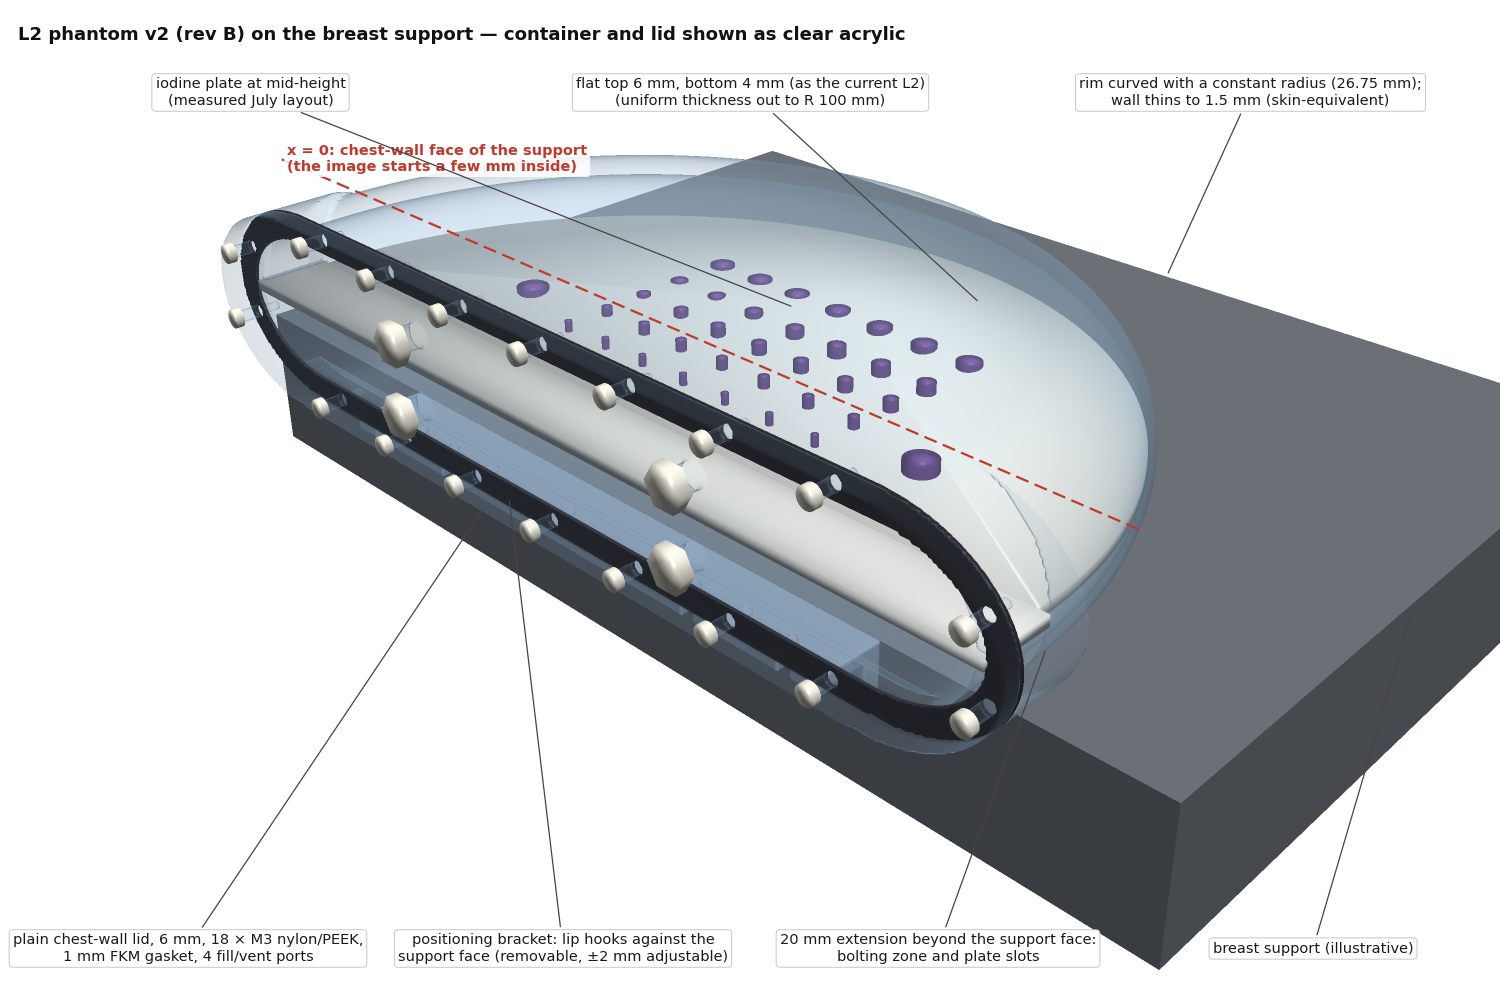 L2 phantom v2 (rev B) on the breast support — container and lid shown as clear acrylic
iodine plate at mid-height
(measured July layout)
flat top 6 mm, bottom 4 mm (as the current L2)
(uniform thickness out to R 100 mm)
rim curved with a constant radius (26.75 mm);
wall thins to 1.5 mm (skin-equivalent)
x = 0: chest-wall face of the support
(the image starts a few mm inside)
plain chest-wall lid, 6 mm, 18 × M3 nylon/PEEK,
1 mm FKM gasket, 4 fill/vent ports
positioning bracket: lip hooks against the
support face (removable, ±2 mm adjustable)
20 mm extension beyond the support face:
bolting zone and plate slots
breast support (illustrative)